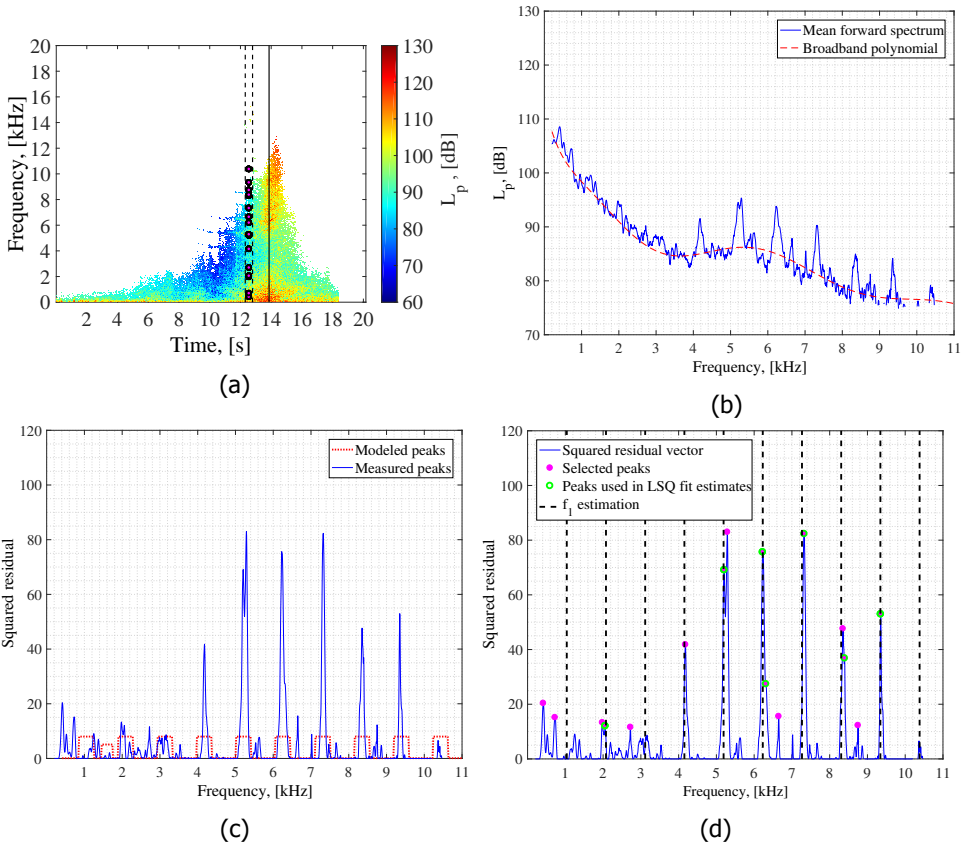 20
18
16
14
12
10
8
6
4
2
0
Frequency, [kHz]
2 4 6 8 10 12 14 16 18 20
Time, [s]
130
120
110
100
90
80
70
60
L_p , [dB]
(a)
Mean forward spectrum
Broadband polynomial
130
120
110
100
90
80
70
L_p, [dB]
1 2 3 4 5 6 7 8 9 10 11
Frequency, [kHz]
(b)
Modeled peaks
Measured peaks
120
100
80
60
40
20
0
Squared residual
1 2 3 4 5 6 7 8 9 10 11
Frequency, [kHz]
(c)
Squared residual vector
Selected peaks
Peaks used in LSQ fit estimates
f_1 estimation
120
100
80
60
40
20
0
Squared residual
1 2 3 4 5 6 7 8 9 10 11
Frequency, [kHz]
(d)